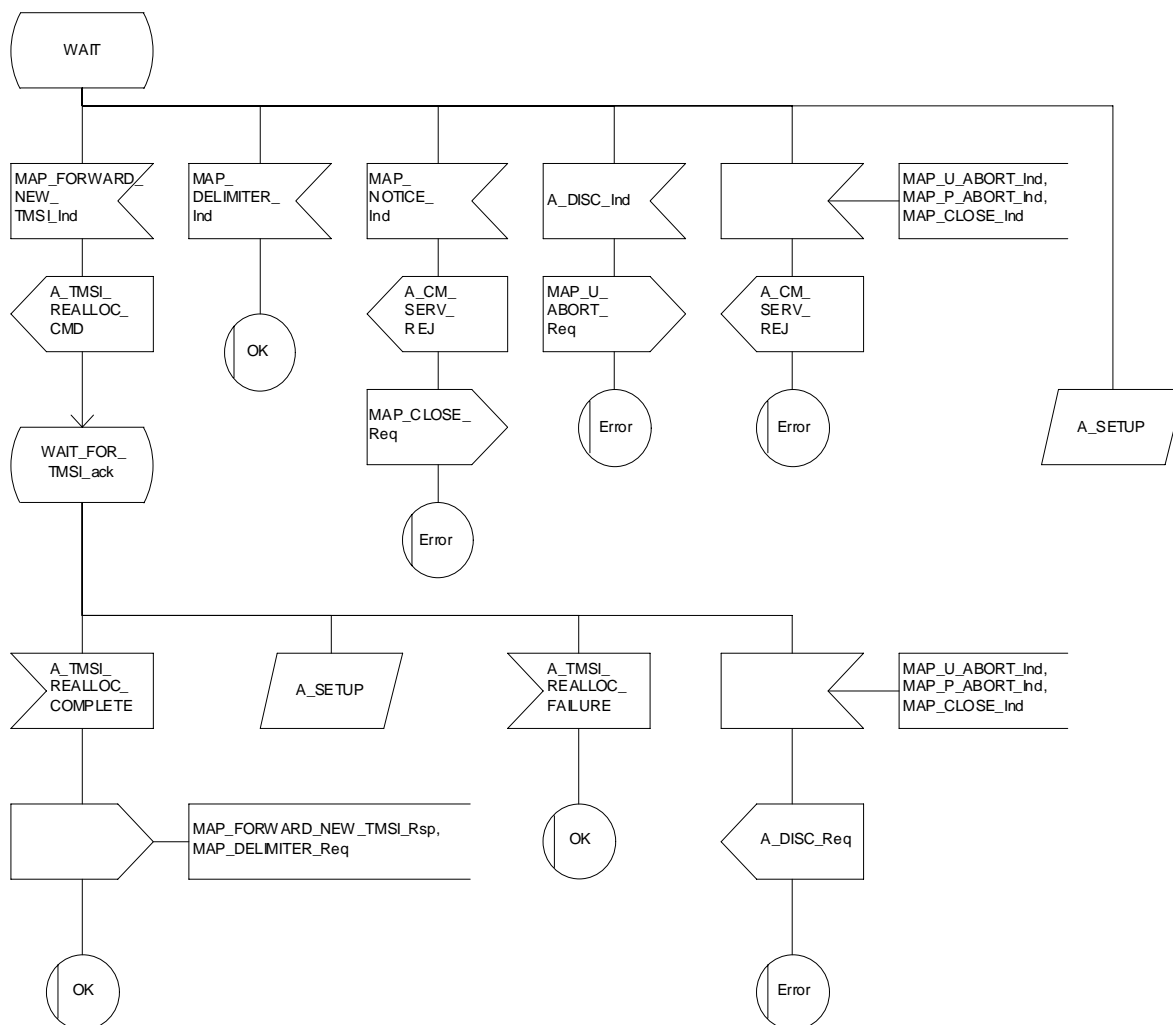 WAIT
MAP_FORWARD_
NEW_
TMSI_Ind
MAP_
DELIMITER_
Ind
MAP_
NOTICE_
Ind
A_DISC_Ind
MAP_U_ABORT_Ind,
MAP_P_ABORT_Ind,
MAP_CLOSE_Ind
A_TMSI_
REALLOC_
CMD
OK
A_CM_
SERV_
REJ
MAP_U_
ABORT_
Req
A_CM_
SERV_
REJ
MAP_CLOSE_
Req
Error
Error
A_SETUP
WAIT_FOR_
TMSI_ack
Error
A_TMSI_
REALLOC_
COMPLETE
A_SETUP
A_TMSI_
REALLOC_
FAILURE
MAP_U_ABORT_Ind,
MAP_P_ABORT_Ind,
MAP_CLOSE_Ind
MAP_FORWARD_NEW_TMSI_Rsp,
MAP_DELIMITER_Req
OK
A_DISC_Req
OK
Error